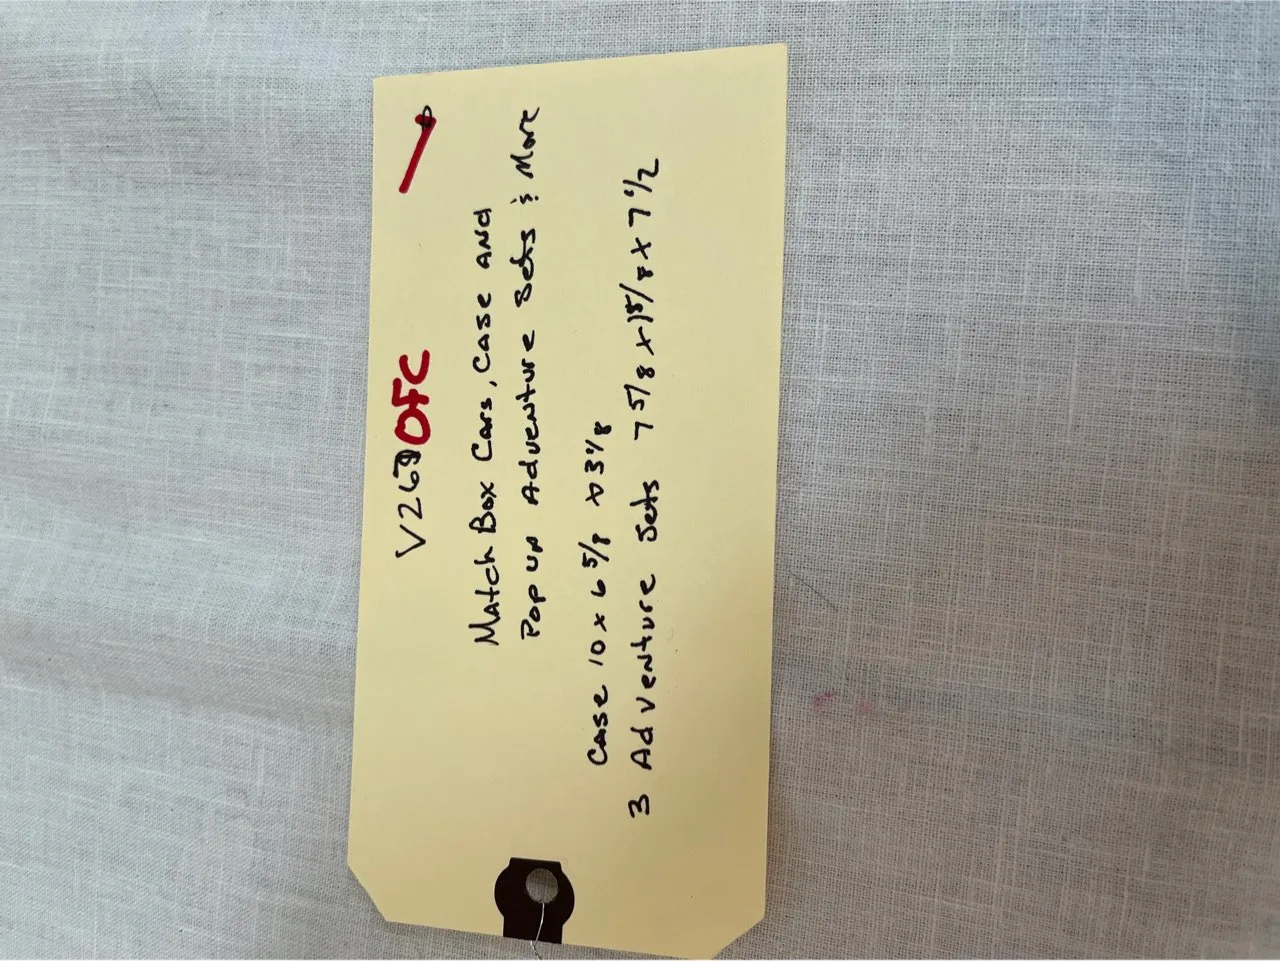 OFC
Match Box Cars, Case And
Pop up Adventure Sets & More
Case 10 x 6 5/8 x 3 1/8
3 Adventure Sets 7 5/8 x 1 5/8 x 7 1/2